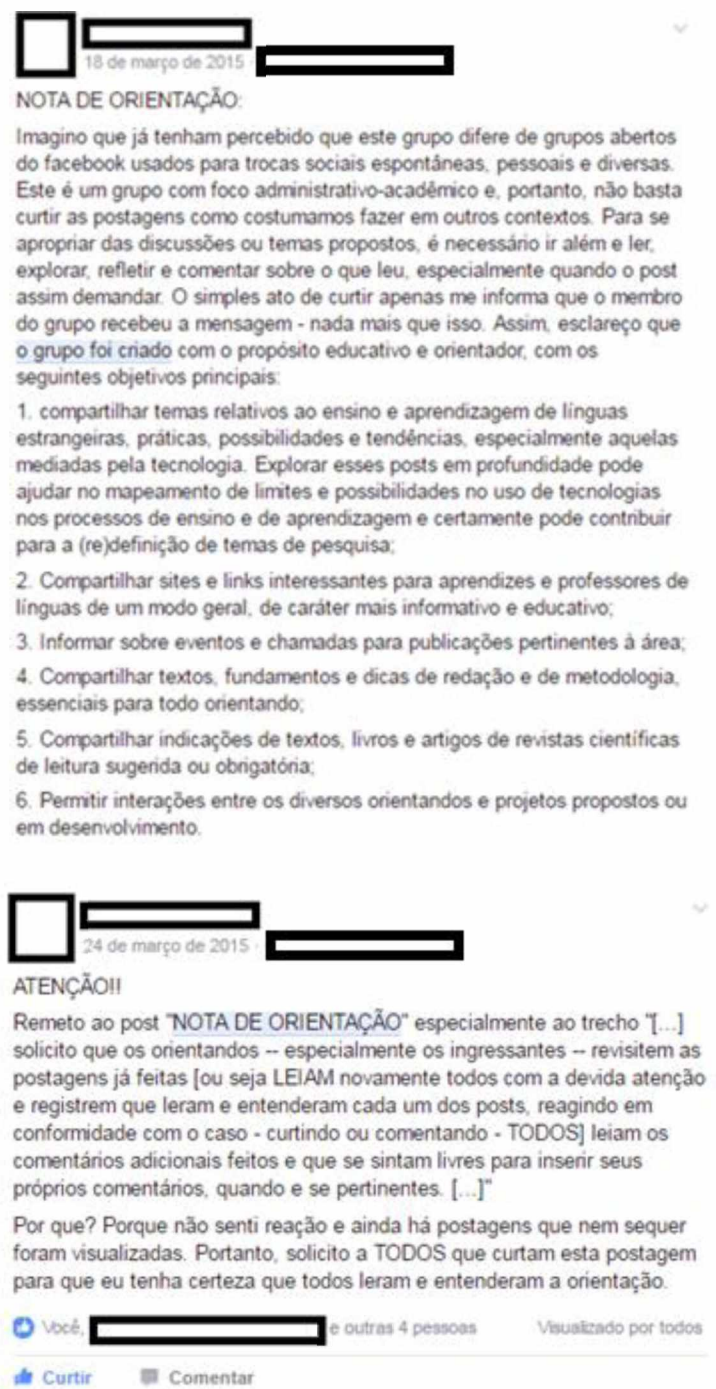 18 de março de 2015 ·
NOTA DE ORIENTAÇÃO:
Imagino que já tenham percebido que este grupo difere de grupos abertos
do facebook usados para trocas sociais espontâneas, pessoais e diversas.
Este é um grupo com foco administrativo-acadêmico e, portanto, não basta
curtir as postagens como costumamos fazer em outros contextos. Para se
apropriar das discussões ou temas propostos, é necessário ir além e ler,
explorar, refletir e comentar sobre o que leu, especialmente quando o post
assim demandar. O simples ato de curtir apenas me informa que o membro
do grupo recebeu a mensagem - nada mais que isso. Assim, esclareço que
o grupo foi criado com o propósito educativo e orientador, com os
seguintes objetivos principais:
1. compartilhar temas relativos ao ensino e aprendizagem de línguas
estrangeiras, práticas, possibilidades e tendências, especialmente aquelas
mediadas pela tecnologia. Explorar esses posts em profundidade pode
ajudar no mapeamento de limites e possibilidades no uso de tecnologias
nos processos de ensino e de aprendizagem e certamente pode contribuir
para a (re)definição de temas de pesquisa;
2. Compartilhar sites e links interessantes para aprendizes e professores de
línguas de um modo geral, de caráter mais informativo e educativo;
3. Informar sobre eventos e chamadas para publicações pertinentes à área;
4. Compartilhar textos, fundamentos e dicas de redação e de metodologia,
essenciais para todo orientando;
5. Compartilhar indicações de textos, livros e artigos de revistas científicas
de leitura sugerida ou obrigatória;
6. Permitir interações entre os diversos orientandos e projetos propostos ou
em desenvolvimento.
24 de março de 2015 ·
ATENÇÃO!!
Remeto ao post "NOTA DE ORIENTAÇÃO" especialmente ao trecho "[...]
solicito que os orientandos -- especialmente os ingressantes -- revisitem as
postagens já feitas [ou seja LEIAM novamente todos com a devida atenção
e registrem que leram e entenderam cada um dos posts, reagindo em
conformidade com o caso - curtindo ou comentando - TODOS] leiam os
comentários adicionais feitos e que se sintam livres para inserir seus
próprios comentários, quando e se pertinentes. [...]"
Por que? Porque não senti reação e ainda há postagens que nem sequer
foram visualizadas. Portanto, solicito a TODOS que curtam esta postagem
para que eu tenha certeza que todos leram e entenderam a orientação.
Você, e outras 4 pessoas Visualizado por todos
Curtir Comentar